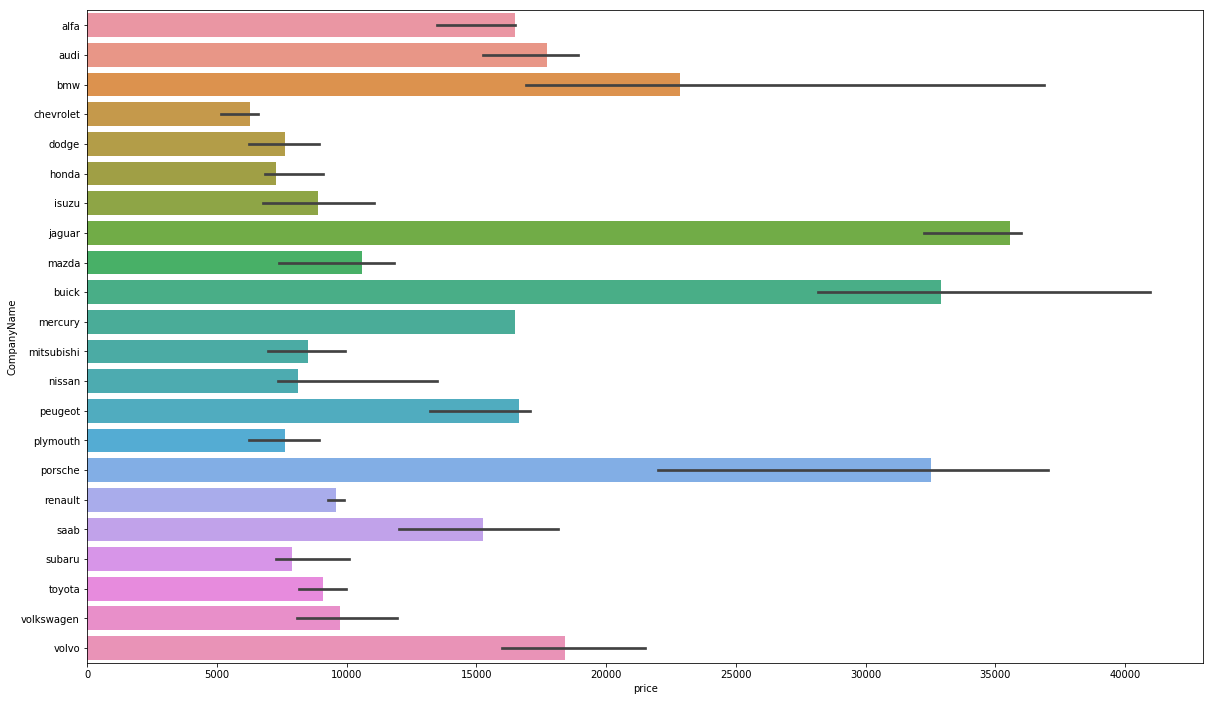 alfa
audi
bmw
chevrolet
dodge
honda
isuzu
jaguar
mazda
buick
mercury
mitsubishi
nissan
peugeot
plymouth
porsche
renault
saab
subaru
toyota
volkswagen
volvo
CompanyName
0 5000 10000 15000 20000 25000 30000 35000 40000
price